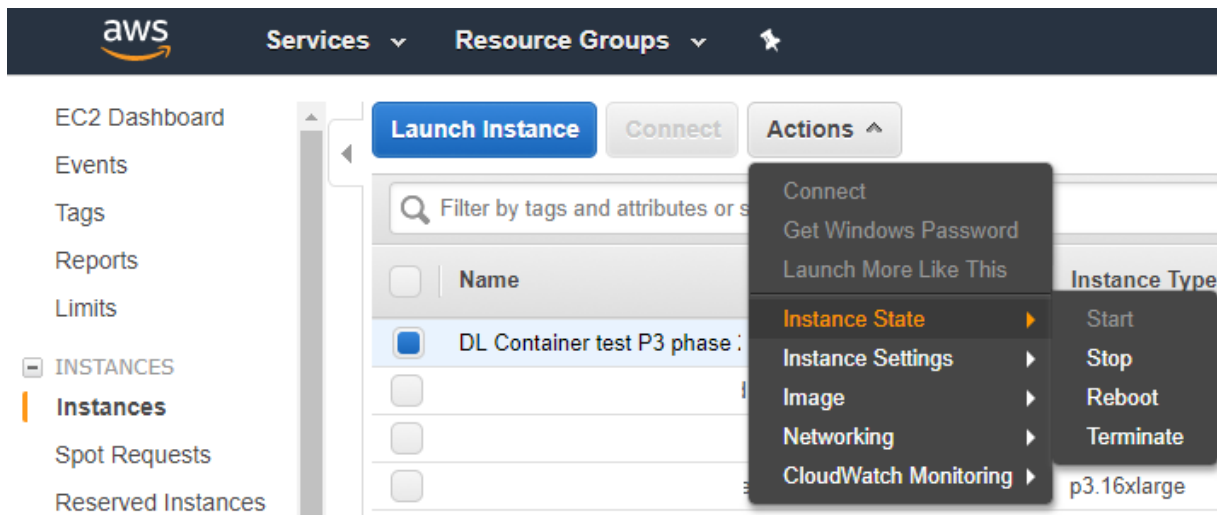 aws
Services
Resource Groups
EC2 Dashboard
Events
Tags
Reports
Limits
INSTANCES
Instances
Spot Requests
Reserved Instances
Launch Instance
Connect
Actions
Filter by tags and attributes or
Name
Instance Type
DL Container test P3 phase
p3.16xlarge
Connect
Get Windows Password
Launch More Like This
Instance State
Instance Settings
Image
Networking
CloudWatch Monitoring
Start
Stop
Reboot
Terminate